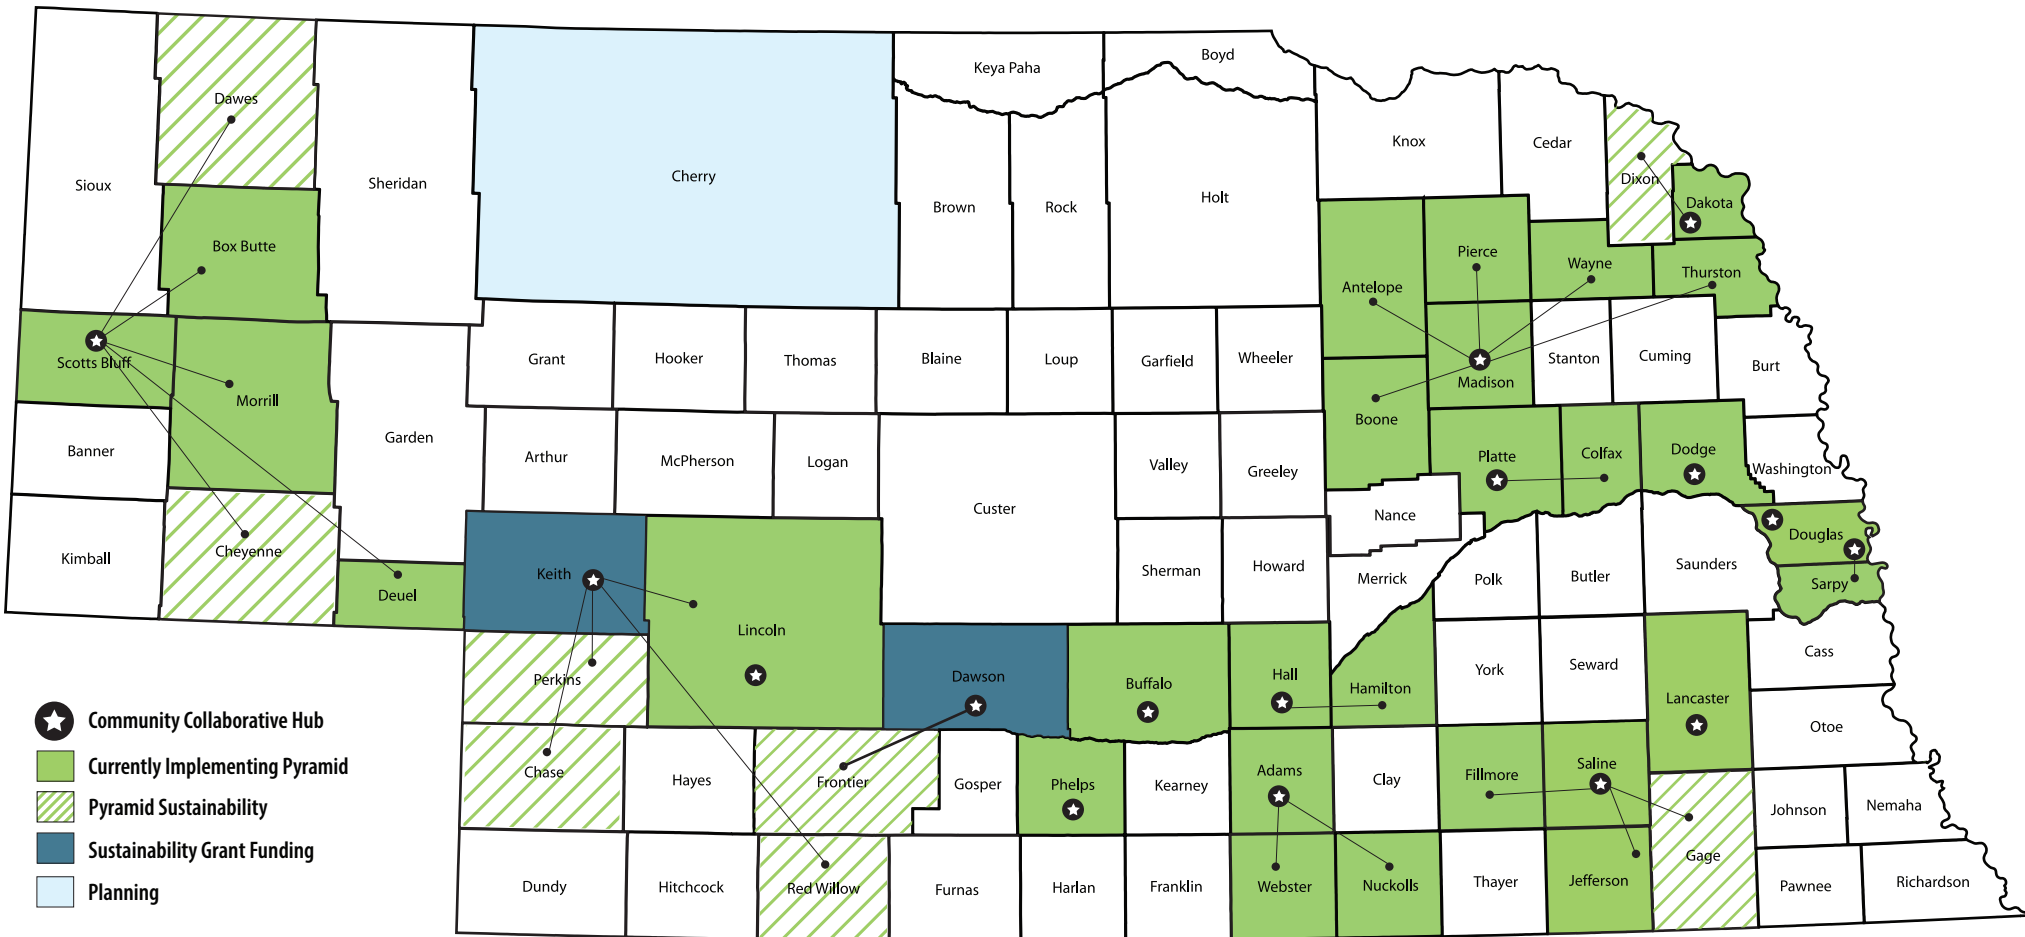 Boyd
Keya Paha
Dawes
Knox
Cedar
Cherry
Sheridan
Sioux
Dixon
Holt
Dakota
Brown
Rock
Box Butte
Pierce
Wayne
Thurston
Antelope
Scotts Bluff
Grant
Hooker
Thomas
Blaine
Loup
Garfield
Wheeler
Stanton
Cuming
Burt
Madison
Morrill
Boone
Garden
Banner
Arthur
McPherson
Logan
Valley
Greeley
Platte
Colfax
Dodge
Washington
Custer
Nance
Douglas
Cheyenne
Kimball
Keith
Sherman
Howard
Merrick
Polk
Butler
Saunders
Sarpy
Deuel
Lincoln
Perkins
Dawson
Buffalo
Hall
Hamilton
York
Seward
Cass
Lancaster
Otoe
Community Collaborative Hub
Currently Implementing Pyramid
Pyramid Sustainability
Sustainability Grant Funding
Planning
Chase
Hayes
Frontier
Gosper
Phelps
Kearney
Adams
Clay
Fillmore
Saline
Johnson
Nemaha
Gage
Dundy
Hitchcock
Red Willow
Furnas
Harlan
Franklin
Webster
Nuckolls
Thayer
Jefferson
Pawnee
Richardson